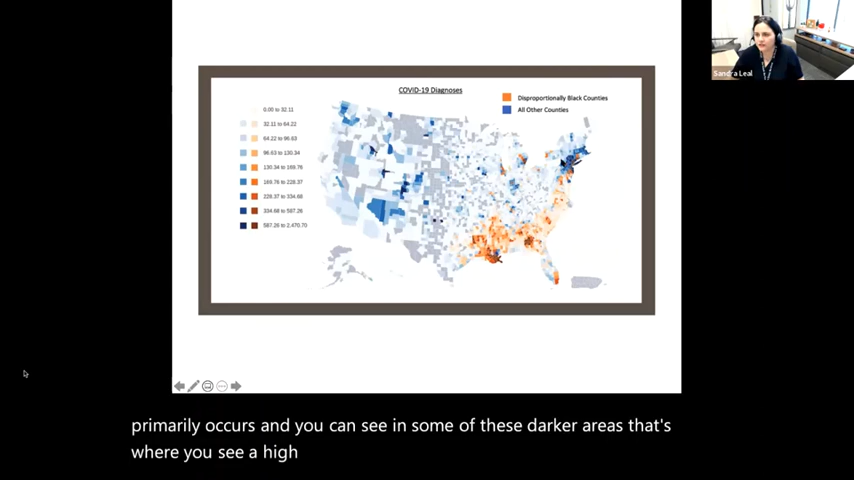 Sandra Leal
COVID-19 Diagnoses
Disproportionally Black Counties
All Other Counties
0.00 to 32.11
32.11 to 64.22
64.22 to 96.63
96.63 to 130.34
130.34 to 169.76
169.76 to 228.37
228.37 to 334.68
334.68 to 587.26
587.26 to 2,470.70
primarily occurs and you can see in some of these darker areas that's
where you see a high